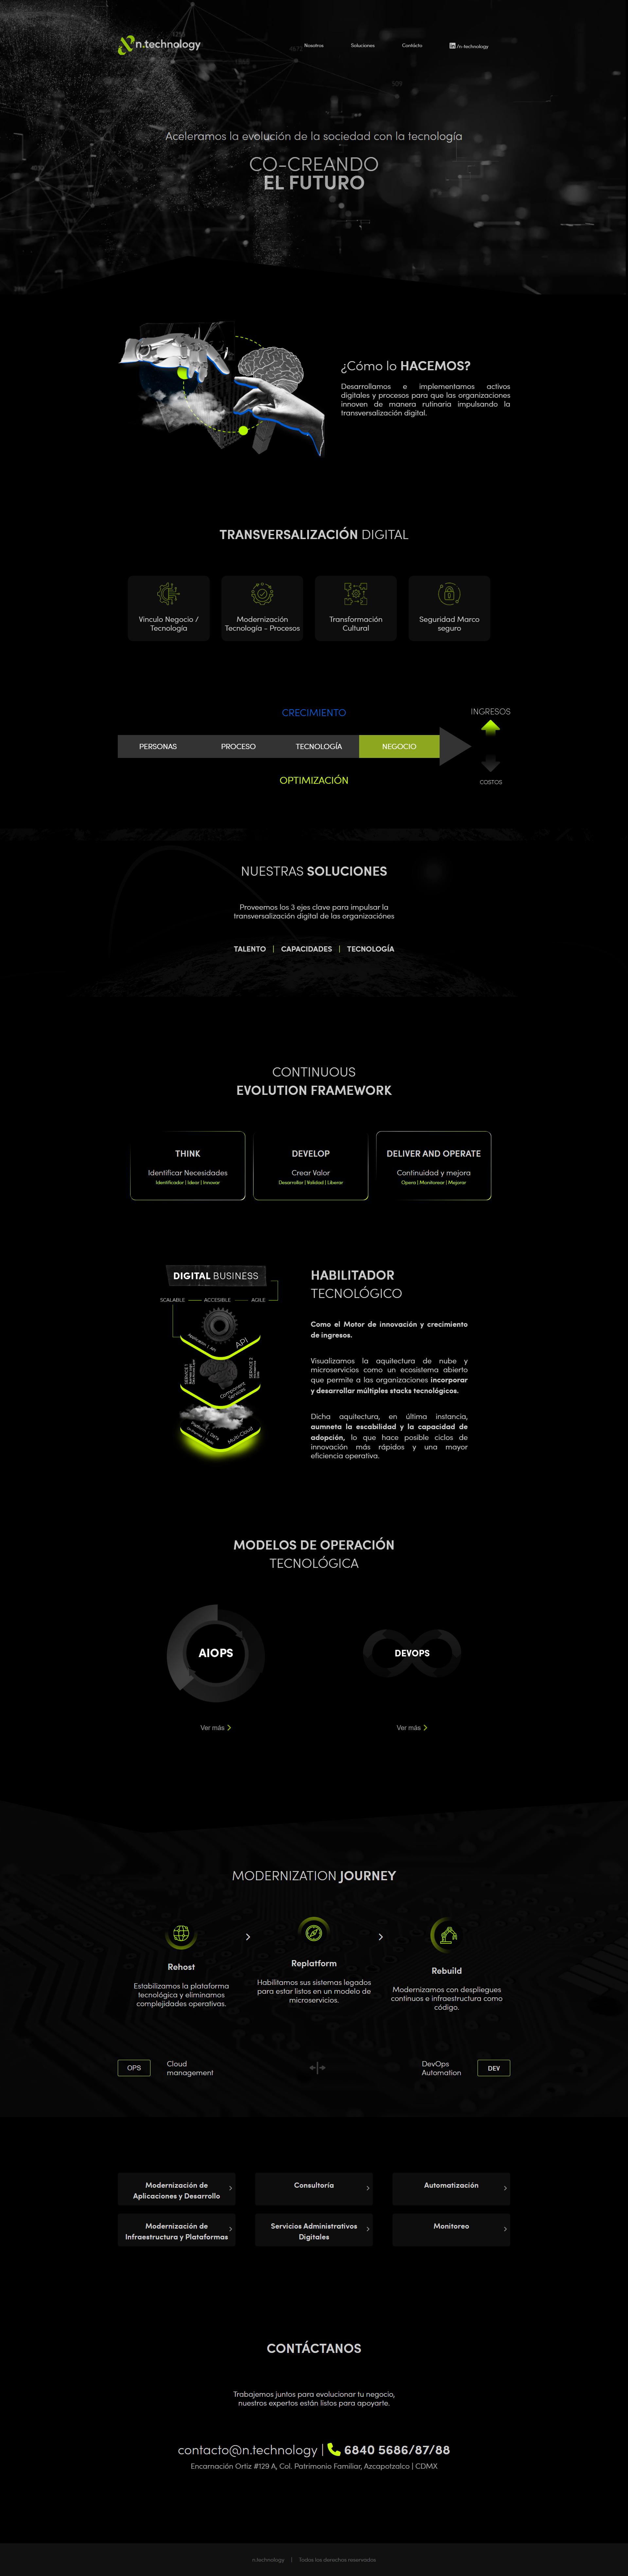 n.technology
Nosotros
Soluciones
Contácto
/n-technology
Aceleramos la evolución de la sociedad con la tecnología
CO-CREANDO
EL FUTURO
¿Cómo lo HACEMOS?
Desarrollamos e implementamos activos
digitales y procesos para que las organizaciones
innoven de manera rutinaria impulsando la
transversalización digital.
TRANSVERSALIZACIÓN DIGITAL
Vinculo Negocio /
Tecnología
Modernización
Tecnología - Procesos
Transformación
Cultural
Seguridad Marco
seguro
CRECIMIENTO
INGRESOS
PERSONAS
PROCESO
TECNOLOGÍA
NEGOCIO
OPTIMIZACIÓN
COSTOS
NUESTRAS SOLUCIONES
Proveemos los 3 ejes clave para impulsar la
transversalización digital de las organizaciónes
TALENTO | CAPACIDADES | TECNOLOGÍA
CONTINUOUS
EVOLUTION FRAMEWORK
THINK
Identificar Necesidades
Identificador | Idear | Innovar
DEVELOP
Crear Valor
Desarrollar | Validad | Liberar
DELIVER AND OPERATE
Continuidad y mejora
Opera | Monitorear | Mejorar
DIGITAL BUSINESS
SCALABLE
ACCESIBLE
AGILE
Application | API
API
SERVICE 1
SERVICE 2
Component
Services
Platform | Data
Multi-Cloud
HABILITADOR
TECNOLÓGICO
Como el Motor de innovación y crecimiento
de ingresos.
Visualizamos la aquitectura de nube y
microservicios como un ecosistema abierto
que permite a las organizaciones incorporar
y desarrollar múltiples stacks tecnológicos.
Dicha aquitectura, en última instancia,
aumneta la escabilidad y la capacidad de
adopción, lo que hace posible ciclos de
innovación más rápidos y una mayor
eficiencia operativa.
MODELOS DE OPERACIÓN
TECNOLÓGICA
AIOPS
DEVOPS
Ver más
Ver más
MODERNIZATION JOURNEY
Rehost
Estabilizamos la plataforma
tecnológica y eliminamos
complejidades operativas.
Replatform
Habilitamos sus sistemas legados
para estar listos en un modelo de
microservicios.
Rebuild
Modernizamos con despliegues
continuos e infraestructura como
código.
OPS
Cloud
management
DevOps
Automation
DEV
Modernización de
Aplicaciones y Desarrollo
Consultoría
Automatización
Modernización de
Infraestructura y Plataformas
Servicios Administrativos
Digitales
Monitoreo
CONTÁCTANOS
Trabajemos juntos para evolucionar tu negocio,
nuestros expertos están listos para apoyarte.
contacto@n.technology | 6840 5686/87/88
Encarnación Ortiz #129 A, Col. Patrimonio Familiar, Azcapotzalco | CDMX
n.technology | Todos los derechos reservados